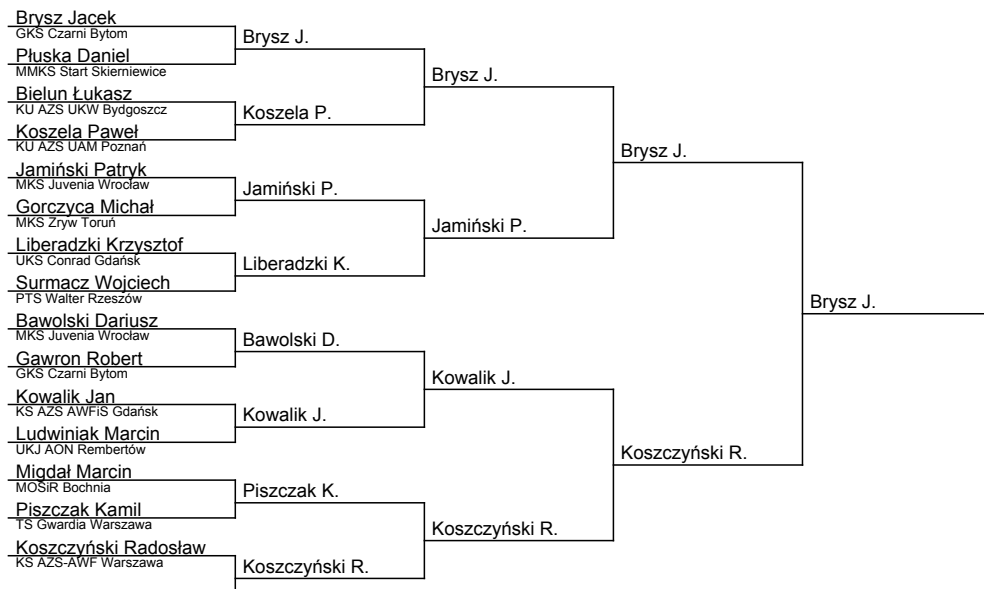 Brysz Jacek
GKS Czarni Bytom
Brysz J.
Płuska Daniel
MMKS Start Skierniewice
Brysz J.
Bielun Łukasz
KU AZS UKW Bydgoszcz
Koszela P.
Koszela Paweł
KU AZS UAM Poznań
Brysz J.
Jamiński Patryk
MKS Juvenia Wrocław
Jamiński P.
Gorczyca Michał
MKS Zryw Toruń
Jamiński P.
Liberadzki Krzysztof
UKS Conrad Gdańsk
Liberadzki K.
Surmacz Wojciech
PTS Walter Rzeszów
Brysz J.
Bawolski Dariusz
MKS Juvenia Wrocław
Bawolski D.
Gawron Robert
GKS Czarni Bytom
Kowalik J.
Kowalik Jan
KS AZS AWFiS Gdańsk
Kowalik J.
Ludwiniak Marcin
UKJ AON Rembertów
Koszczyński R.
Migdał Marcin
MOSiR Bochnia
Piszczak K.
Piszczak Kamil
TS Gwardia Warszawa
Koszczyński R.
Koszczyński Radosław
KS AZS-AWF Warszawa
Koszczyński R.